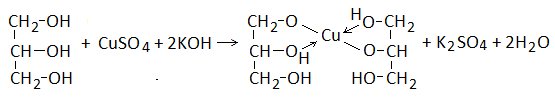 CH₂-OH CH₂-O H O-CH₂
CH-OH + CuSO₄ + 2KOH → CH-OH Cu O-CH + K₂SO₄ + 2H₂O
CH₂-OH CH₂-OH HO-CH₂